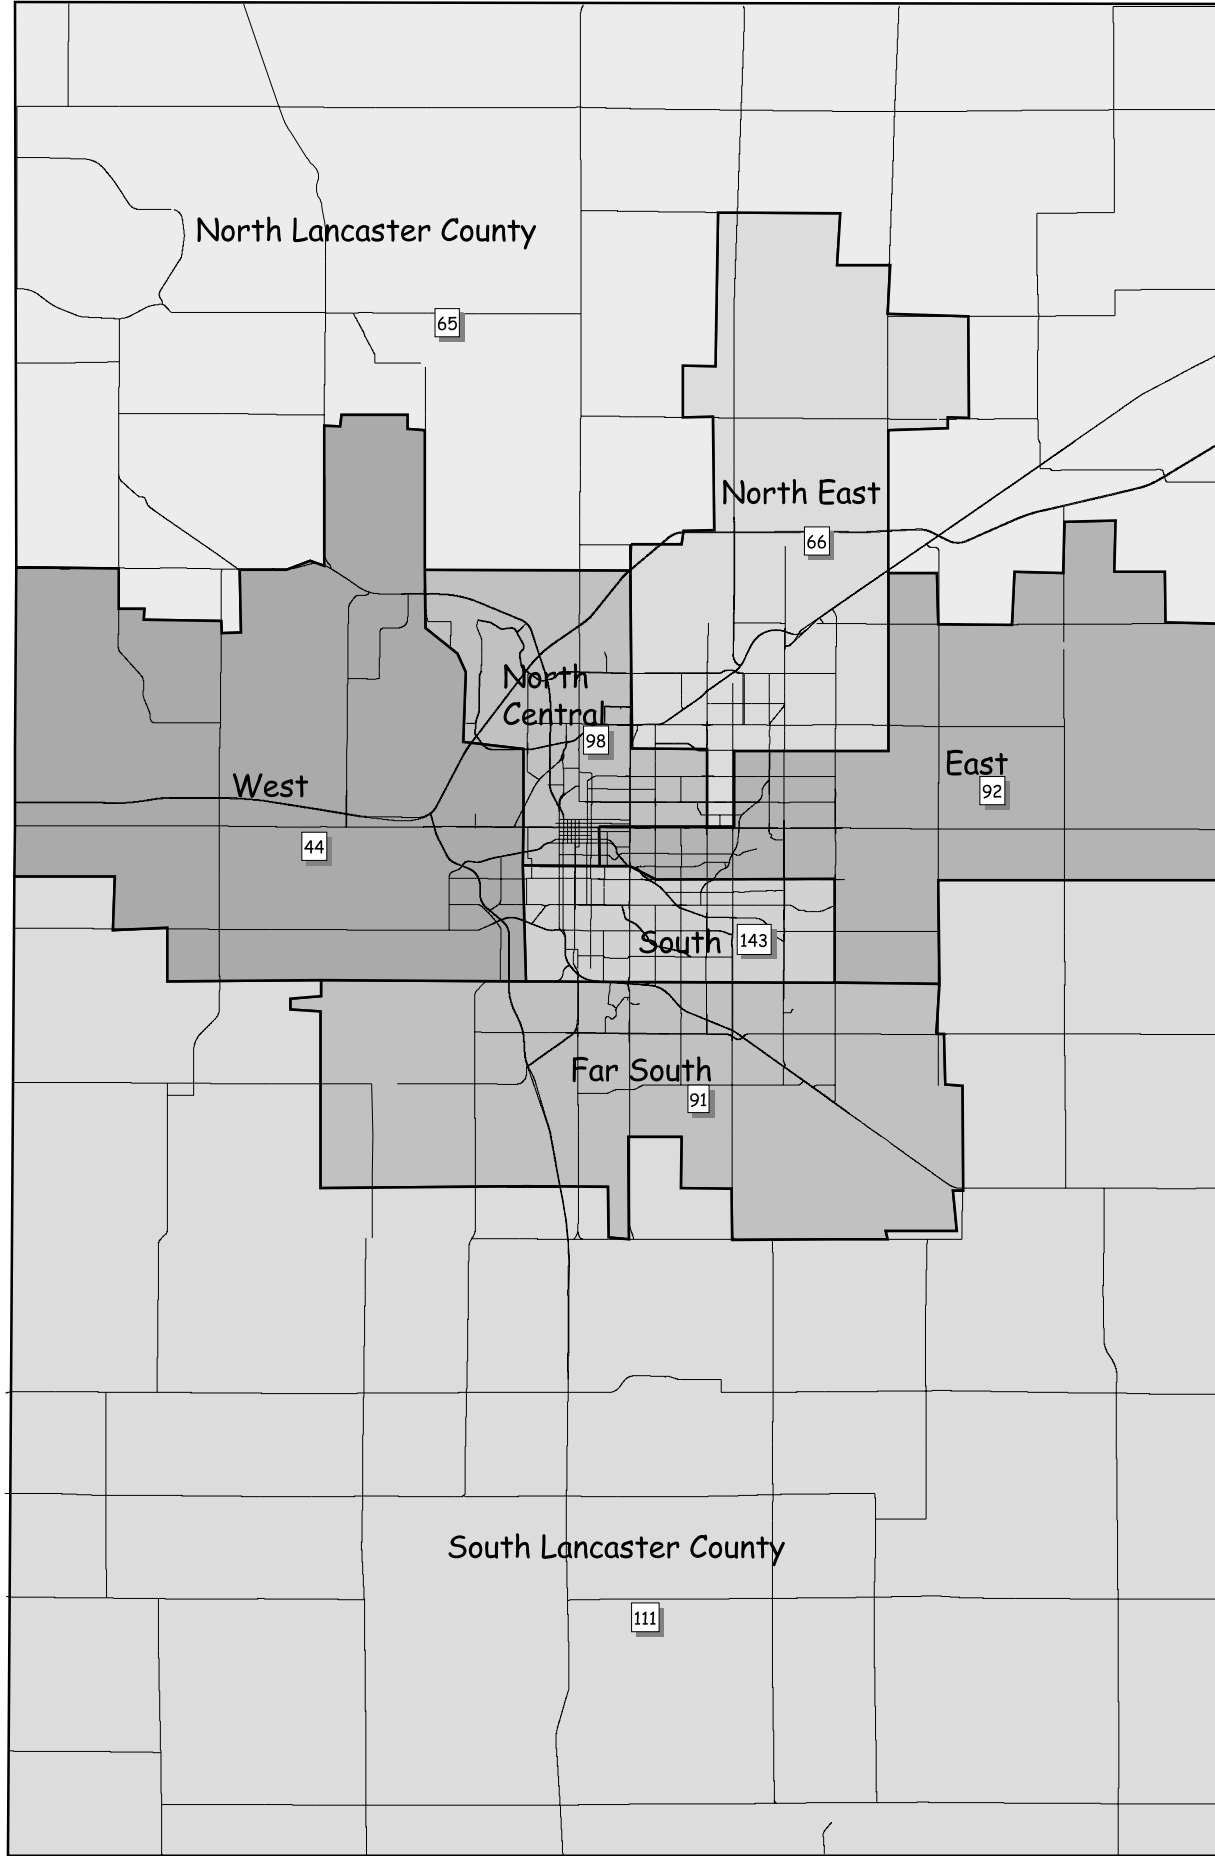 North Lancaster County
65
North East
66
North
Central
98
East
92
West
44
South
143
Far South
91
South Lancaster County
111